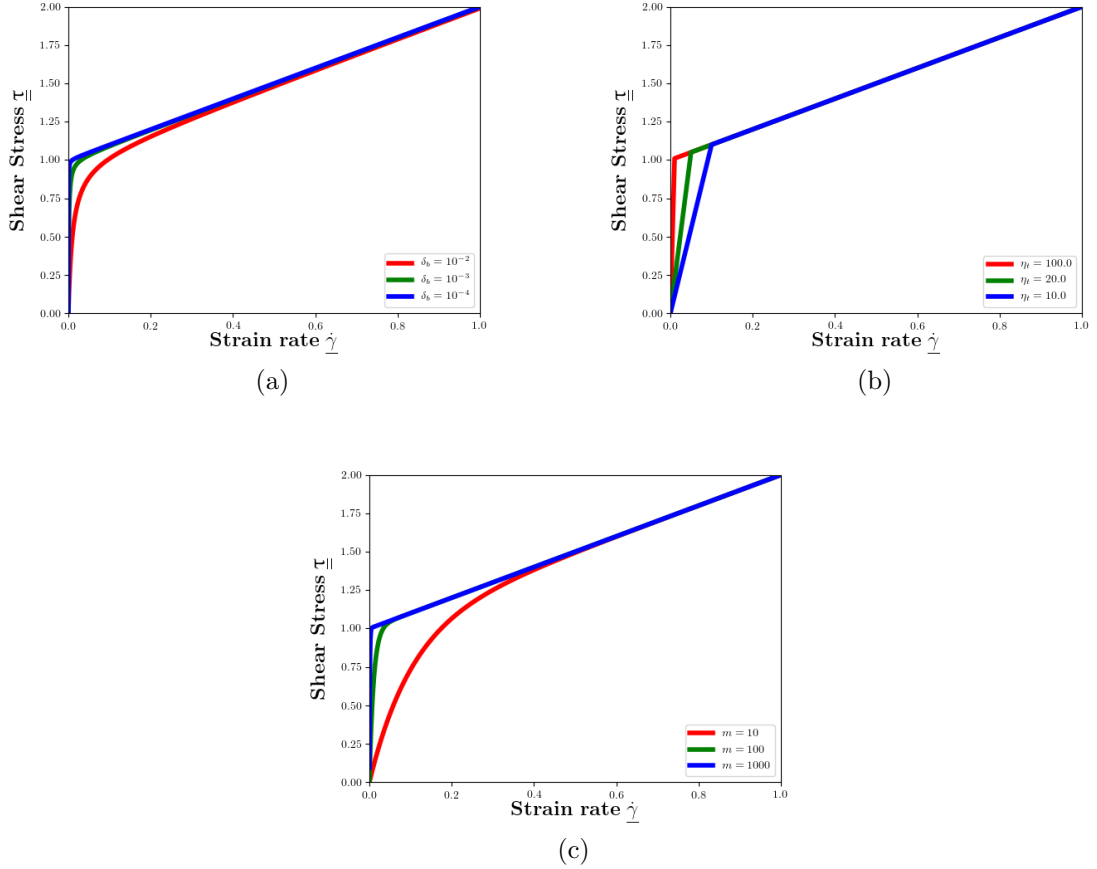 2.00
1.75
1.50
1.25
1.00
0.75
0.50
0.25
0.00
Shear Stress τ
0.0 0.2 0.4 0.6 0.8 1.0
Strain rate γ̇
δ_b = 10⁻²
δ_b = 10⁻³
δ_b = 10⁻⁴
(a)
2.00
1.75
1.50
1.25
1.00
0.75
0.50
0.25
0.00
Shear Stress τ
0.0 0.2 0.4 0.6 0.8 1.0
Strain rate γ̇
η_t = 100.0
η_t = 20.0
η_t = 10.0
(b)
2.00
1.75
1.50
1.25
1.00
0.75
0.50
0.25
0.00
Shear Stress τ
0.0 0.2 0.4 0.6 0.8 1.0
Strain rate γ̇
m = 10
m = 100
m = 1000
(c)